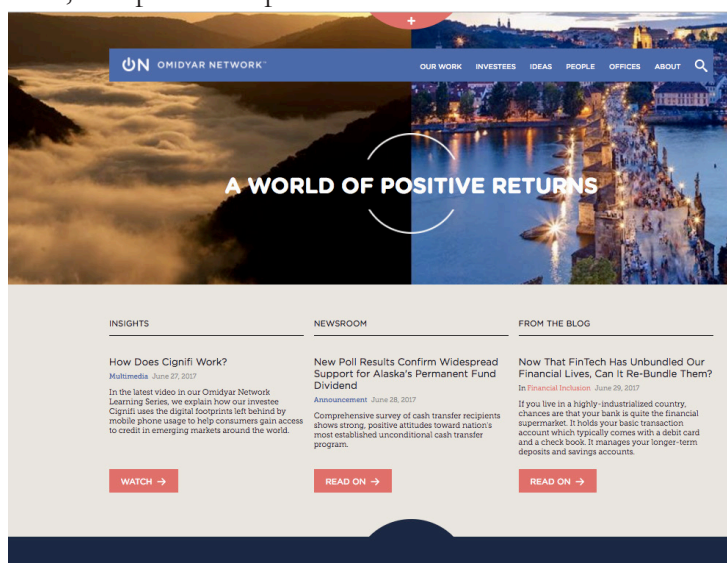 +
ON OMIDYAR NETWORK™
OUR WORK INVESTEES IDEAS PEOPLE OFFICES ABOUT
A WORLD OF POSITIVE RETURNS
INSIGHTS
How Does Cignifi Work?
Multimedia June 27, 2017
In the latest video in our Omidyar Network
Learning Series, we explain how our investee
Cignifi uses the digital footprints left behind by
mobile phone usage to help consumers gain access
to credit in emerging markets around the world.
WATCH →
NEWSROOM
New Poll Results Confirm Widespread
Support for Alaska's Permanent Fund
Dividend
Announcement June 28, 2017
Comprehensive survey of cash transfer recipients
shows strong, positive attitudes toward nation's
most established unconditional cash transfer
program.
READ ON →
FROM THE BLOG
Now That FinTech Has Unbundled Our
Financial Lives, Can It Re-Bundle Them?
In Financial Inclusion June 29, 2017
If you live in a highly-industrialized country,
chances are that your bank is quite the financial
supermarket. It holds your basic transaction
account which typically comes with a debit card
and a check book. It manages your longer-term
deposits and savings accounts.
READ ON →